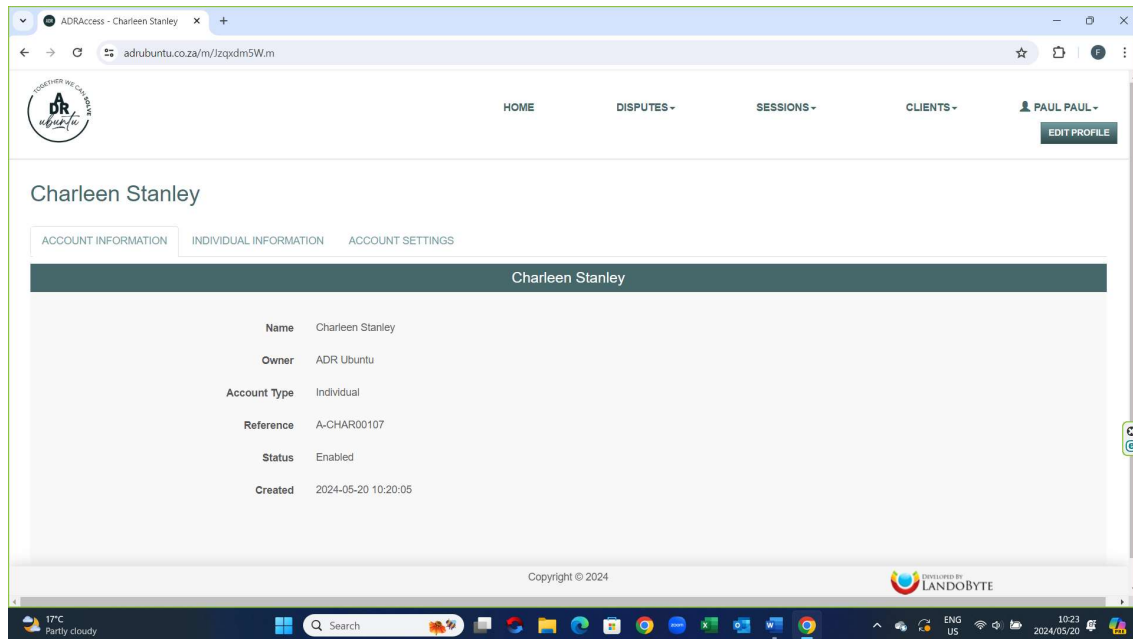 ADRAccess - Charleen Stanley
adrubuntu.co.za/m/Jzqxdm5W.m
F
TOGETHER WE CAN SOLVE
ADR
ubuntu
HOME
DISPUTES
SESSIONS
CLIENTS
PAUL PAUL
EDIT PROFILE
Charleen Stanley
ACCOUNT INFORMATION
INDIVIDUAL INFORMATION
ACCOUNT SETTINGS
Charleen Stanley
Name Charleen Stanley
Owner ADR Ubuntu
Account Type Individual
Reference A-CHAR00107
Status Enabled
Created 2024-05-20 10:20:05
Copyright © 2024
DEVELOPED BY
LANDOBYTE
17°C
Partly cloudy
Search
zoom
ENG
US
10:23
2024/05/20